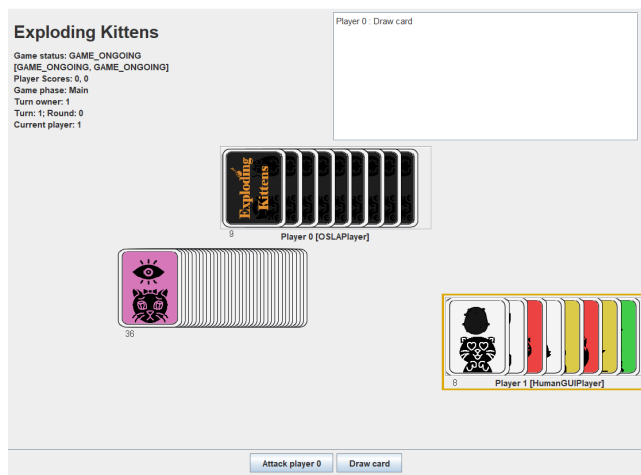 Exploding Kittens
Game status: GAME_ONGOING
[GAME_ONGOING, GAME_ONGOING]
Player Scores: 0, 0
Game phase: Main
Turn owner: 1
Turn: 1; Round: 0
Current player: 1
Player 0 : Draw card
Exploding
Kittens
9
Player 0 [OSLAPlayer]
36
8
Player 1 [HumanGUIPlayer]
Attack player 0
Draw card